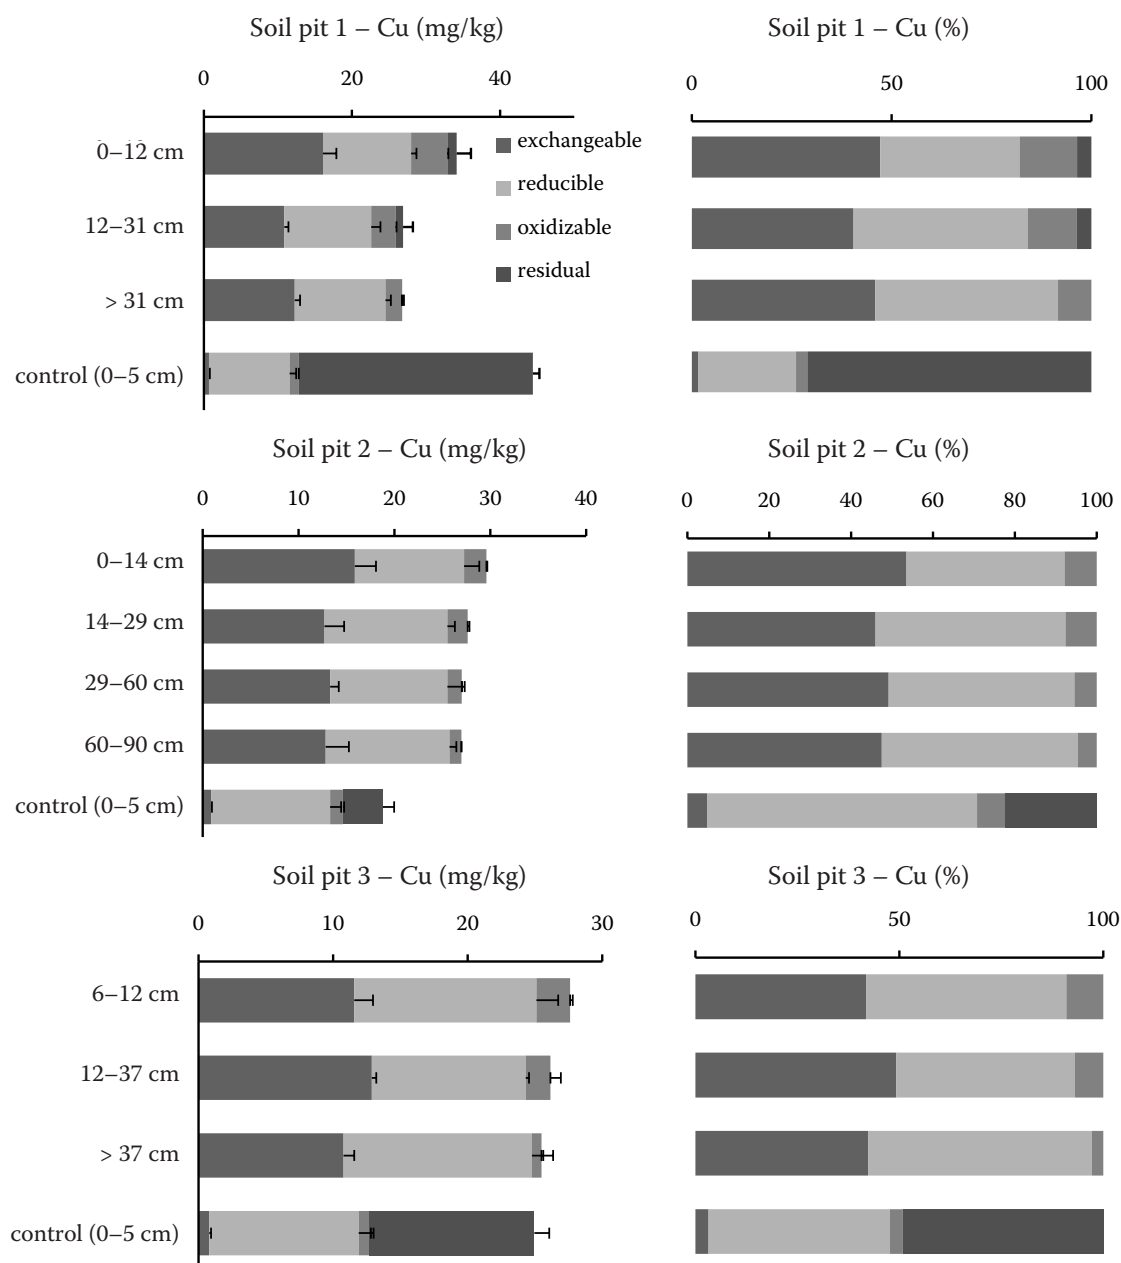 Soil pit 1 – Cu (mg/kg)
0 20 40
0–12 cm
12–31 cm
> 31 cm
control (0–5 cm)
exchangeable
reducible
oxidizable
residual
Soil pit 1 – Cu (%)
0 50 100
Soil pit 2 – Cu (mg/kg)
0 10 20 30 40
0–14 cm
14–29 cm
29–60 cm
60–90 cm
control (0–5 cm)
Soil pit 2 – Cu (%)
0 20 40 60 80 100
Soil pit 3 – Cu (mg/kg)
0 10 20 30
6–12 cm
12–37 cm
> 37 cm
control (0–5 cm)
Soil pit 3 – Cu (%)
0 50 100